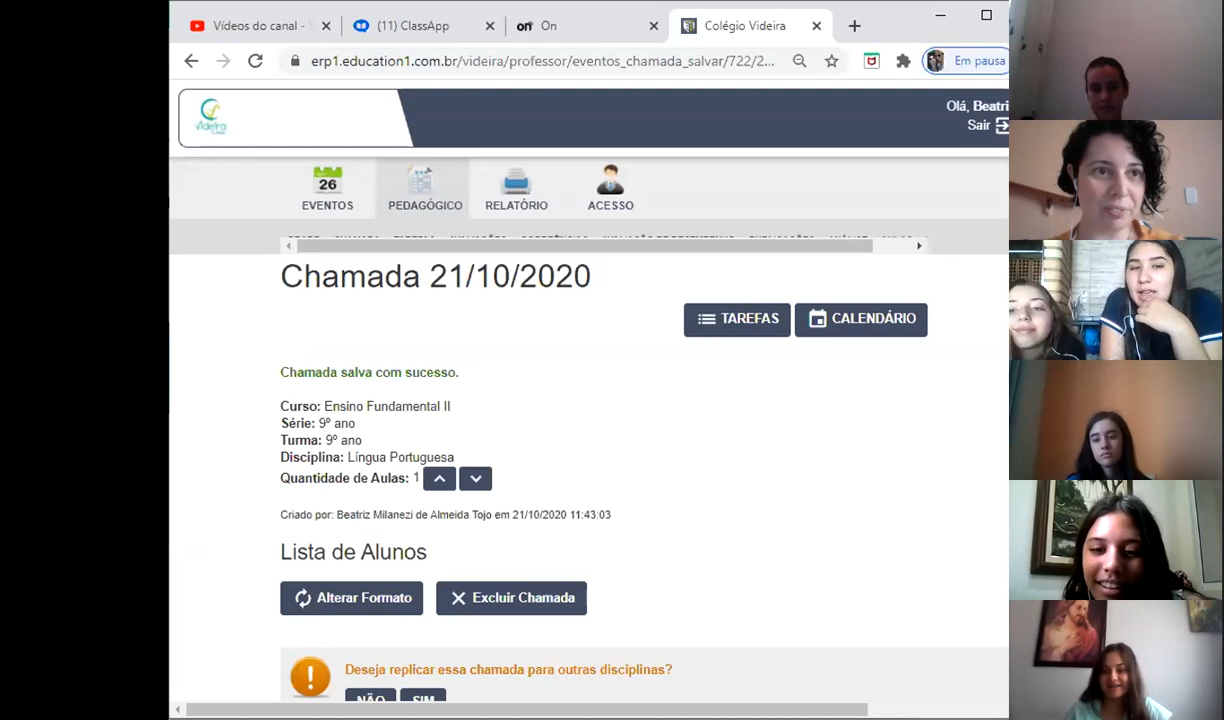 Vídeos do canal -
(11) ClassApp
on On
Colégio Videira
erp1.education1.com.br/videira/professor/eventos_chamada_salvar/722/2...
Em pausa
videira
Olá, Beatri
Sair
26
EVENTOS
PEDAGÓGICO
RELATÓRIO
ACESSO
Chamada 21/10/2020
TAREFAS
CALENDÁRIO
Chamada salva com sucesso.
Curso: Ensino Fundamental II
Série: 9º ano
Turma: 9º ano
Disciplina: Língua Portuguesa
Quantidade de Aulas: 1
Criado por: Beatriz Milanezi de Almeida Tojo em 21/10/2020 11:43:03
Lista de Alunos
Alterar Formato
Excluir Chamada
Deseja replicar essa chamada para outras disciplinas?
NÃO SIM